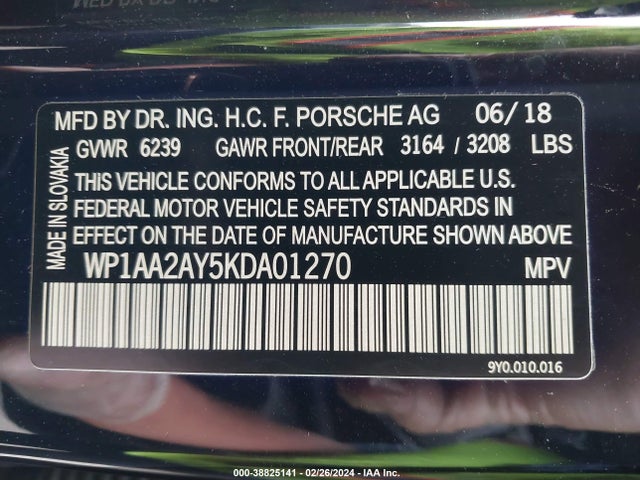 MFD BY DR. ING. H.C. F. PORSCHE AG 06/18
GVWR 6239 GAWR FRONT/REAR 3164 / 3208 LBS
THIS VEHICLE CONFORMS TO ALL APPLICABLE U.S.
FEDERAL MOTOR VEHICLE SAFETY STANDARDS IN
EFFECT ON THE DATE OF MANUFACTURE SHOWN ABOVE
WP1AA2AY5KDA01270 MPV
9Y0.010.016
MADE IN SLOVAKIA
000-38825141 - 02/26/2024 - IAA Inc.